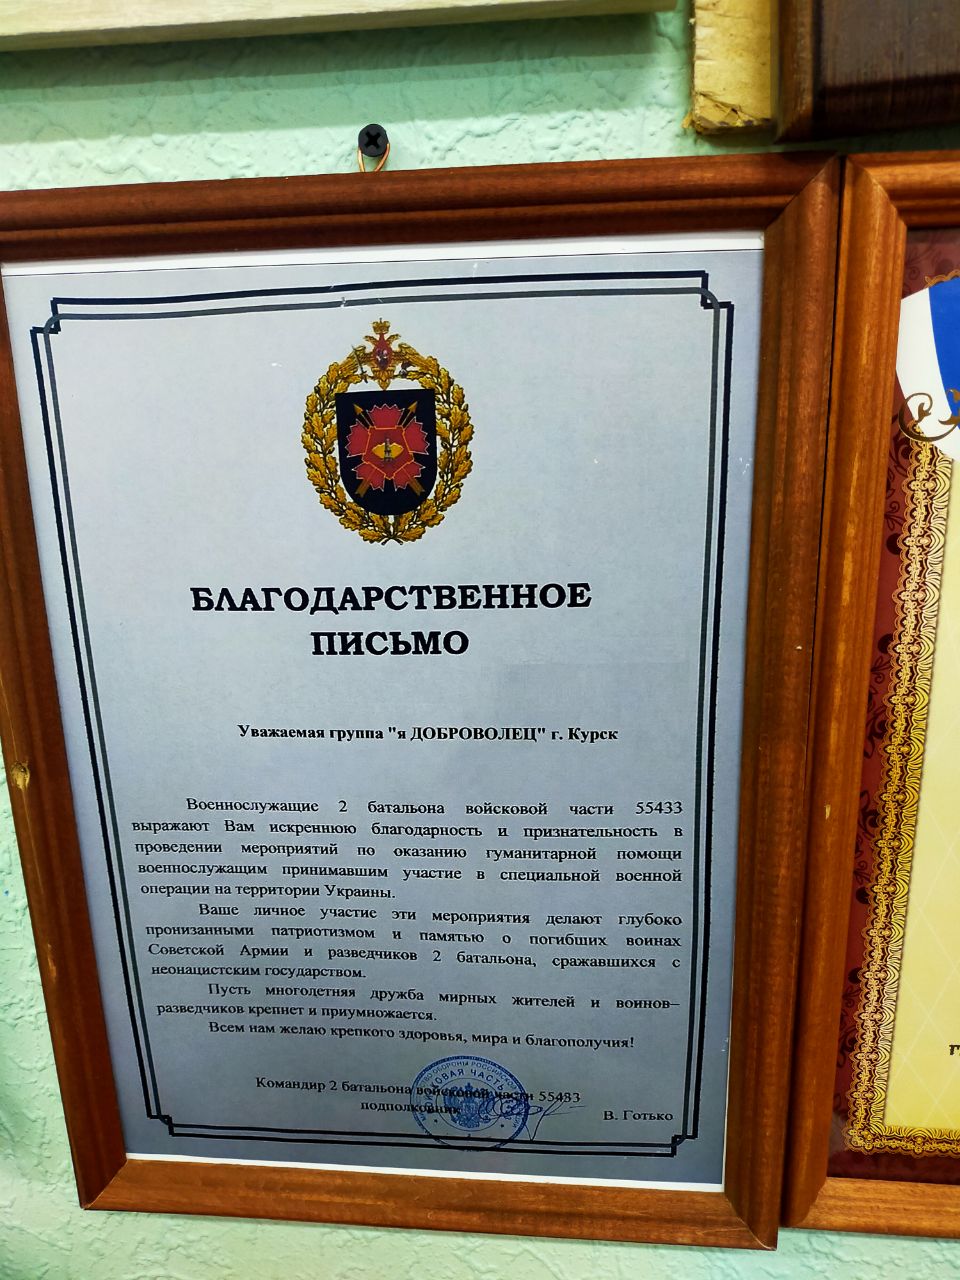 БЛАГОДАРСТВЕННОЕ
ПИСЬМО
Уважаемая группа "я ДОБРОВОЛЕЦ" г. Курск
Военнослужащие 2 батальона войсковой части 55433
выражают Вам искреннюю благодарность и признательность в
проведении мероприятий по оказанию гуманитарной помощи
военнослужащим принимавшим участие в специальной военной
операции на территории Украины.
Ваше личное участие эти мероприятия делают глубоко
пронизанными патриотизмом и памятью о погибших воинах
Советской Армии и разведчиков 2 батальона, сражавшихся с
неонацистским государством.
Пусть многодетняя дружба мирных жителей и воинов–
разведчиков крепнет и приумножается.
Всем нам желаю крепкого здоровья, мира и благополучия!
Командир 2 батальона войсковой части 55433
подполковник
В. Готько